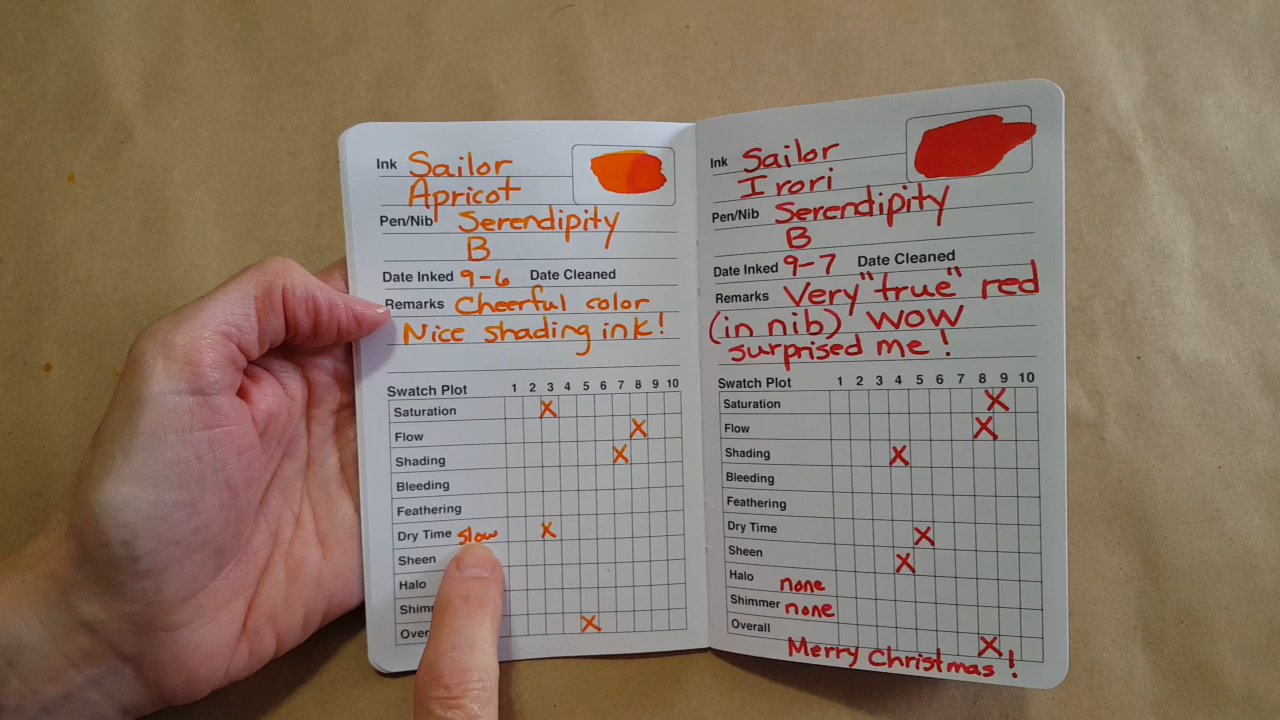 Ink Sailor
Apricot
Pen/Nib Serendipity
B
Date Inked 9-6 Date Cleaned
Remarks Cheerful color
Nice shading ink!
Swatch Plot 1 2 3 4 5 6 7 8 9 10
Saturation X
Flow X
Shading X
Bleeding
Feathering
Dry Time slow X
Sheen
Halo
X
Ink Sailor
Irori
Pen/Nib Serendipity
B
Date Inked 9-7 Date Cleaned
Remarks Very "true" red
(in nib) WOW
surprised me!
Swatch Plot 1 2 3 4 5 6 7 8 9 10
Saturation X
Flow X
Shading X
Bleeding
Feathering
Dry Time X
Sheen X
Halo none
Shimmer none
Overall X
Merry Christmas!